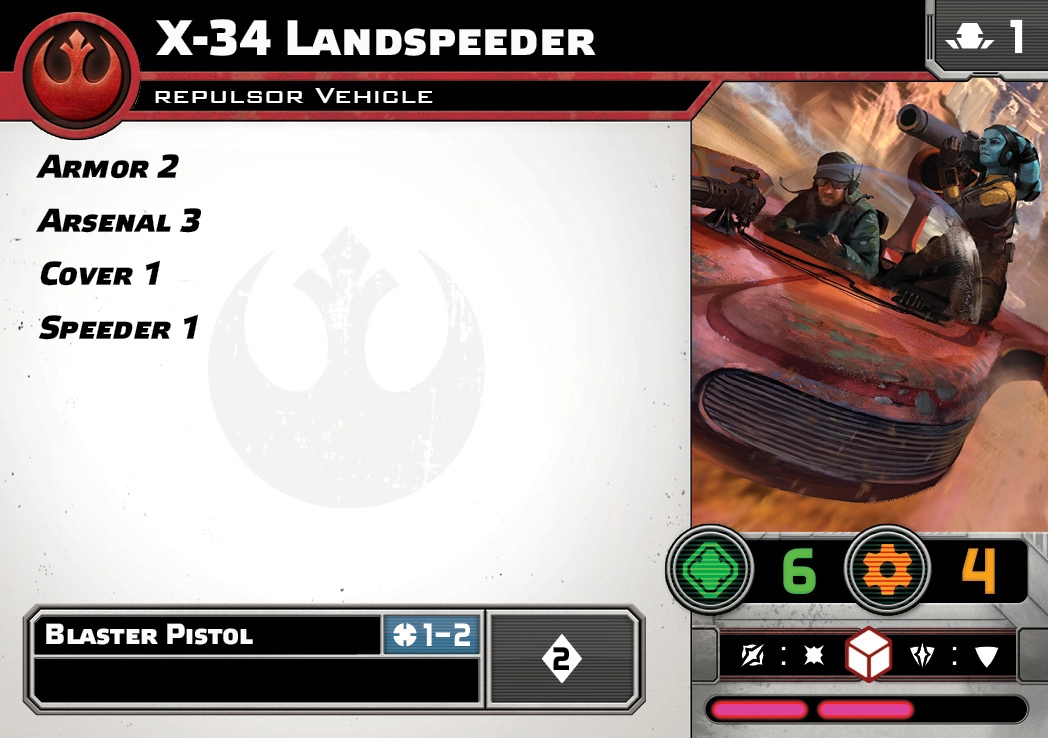 X-34 Landspeeder
1
repulsor Vehicle
Armor 2
Arsenal 3
Cover 1
Speeder 1
6
4
Blaster Pistol
1–2
2
:
: